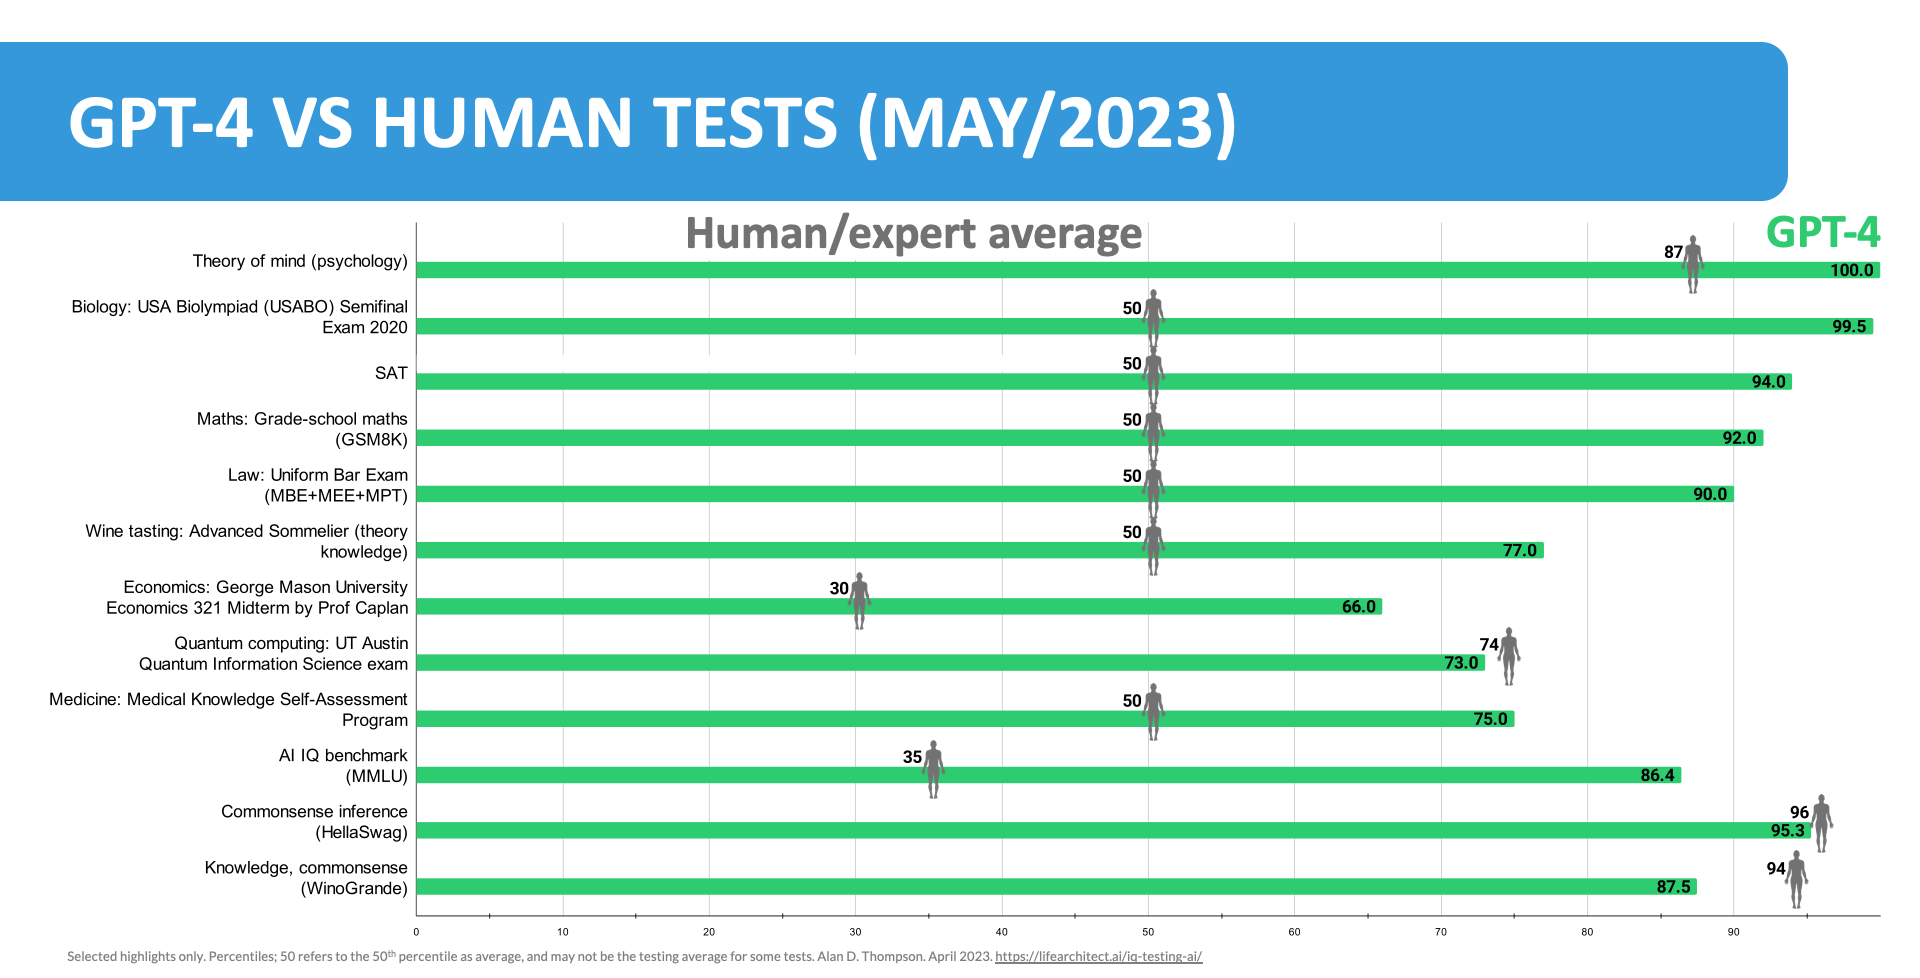 GPT-4 VS HUMAN TESTS (MAY/2023)
Human/expert average
GPT-4
Theory of mind (psychology)
87
100.0
Biology: USA Biolympiad (USABO) Semifinal
Exam 2020
50
99.5
SAT
50
94.0
Maths: Grade-school maths
(GSM8K)
50
92.0
Law: Uniform Bar Exam
(MBE+MEE+MPT)
50
90.0
Wine tasting: Advanced Sommelier (theory
knowledge)
50
77.0
Economics: George Mason University
Economics 321 Midterm by Prof Caplan
30
66.0
Quantum computing: UT Austin
Quantum Information Science exam
74
73.0
Medicine: Medical Knowledge Self-Assessment
Program
50
75.0
AI IQ benchmark
(MMLU)
35
86.4
Commonsense inference
(HellaSwag)
96
95.3
Knowledge, commonsense
(WinoGrande)
94
87.5
0 10 20 30 40 50 60 70 80 90
Selected highlights only. Percentiles; 50 refers to the 50th percentile as average, and may not be the testing average for some tests. Alan D. Thompson. April 2023. https://lifearchitect.ai/iq-testing-ai/